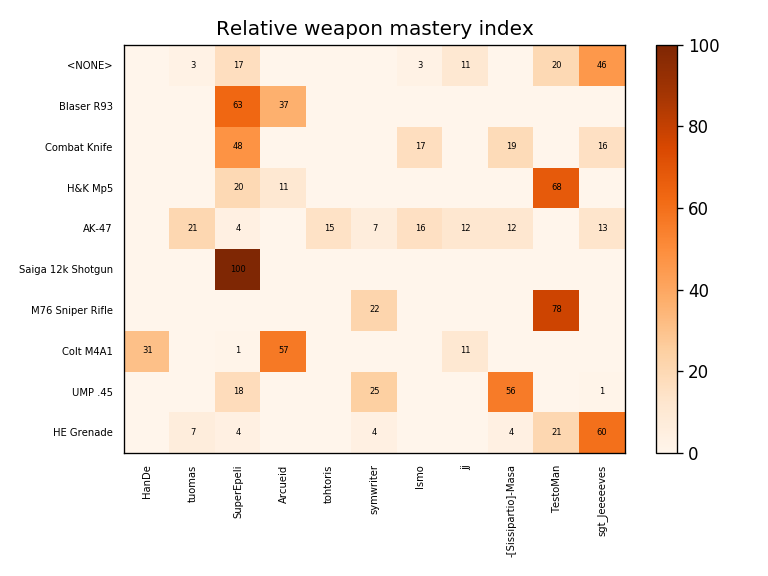 Relative weapon mastery index
<NONE> 3 17 3 11 20 46
Blaser R93 63 37
Combat Knife 48 17 19 16
H&K Mp5 20 11 68
AK-47 21 4 15 7 16 12 12 13
Saiga 12k Shotgun 100
M76 Sniper Rifle 22 78
Colt M4A1 31 1 57 11
UMP .45 18 25 56 1
HE Grenade 7 4 4 4 21 60
HanDe
tuomas
SuperEpeli
Arcueid
tohtoris
symwriter
Ismo
jj
-[Sissipartio]-Masa
TestoMan
sgt_Jeeeeeves
100
80
60
40
20
0